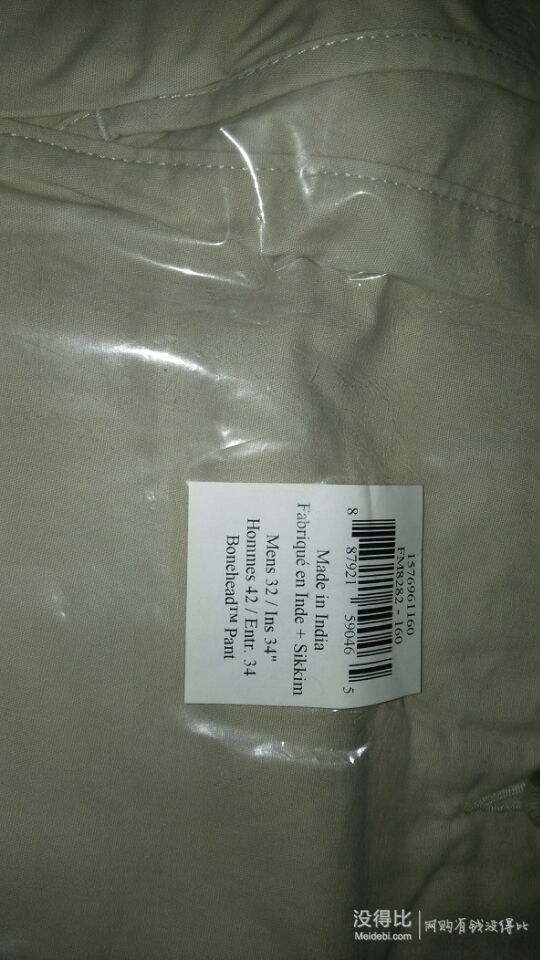 1576961160
FM8282 - 160
8 87921 59046 5
Made in India
Fabriqué en Inde + Sikkim
Mens 32 / Ins 34"
Hommes 42 / Entr. 34
Bonehead™ Pant
没得比
Meidebi.com
网购有钱没得比